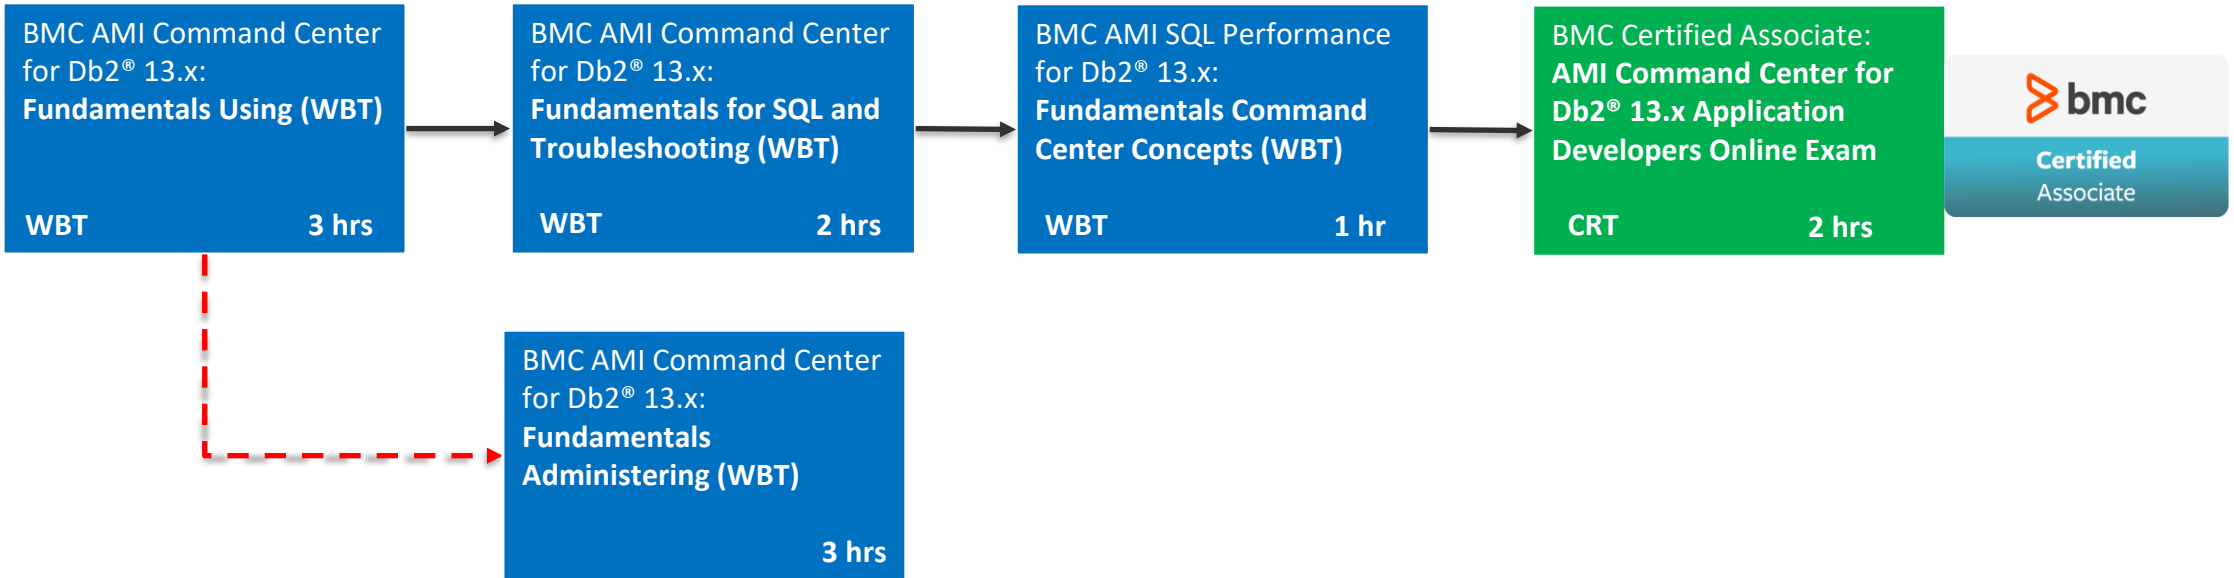 BMC AMI Command Center
for Db2® 13.x:
Fundamentals Using (WBT)
WBT 3 hrs
BMC AMI Command Center
for Db2® 13.x:
Fundamentals for SQL and
Troubleshooting (WBT)
WBT 2 hrs
BMC AMI SQL Performance
for Db2® 13.x:
Fundamentals Command
Center Concepts (WBT)
WBT 1 hr
BMC Certified Associate:
AMI Command Center for
Db2® 13.x Application
Developers Online Exam
CRT 2 hrs
bmc
Certified
Associate
BMC AMI Command Center
for Db2® 13.x:
Fundamentals
Administering (WBT)
3 hrs